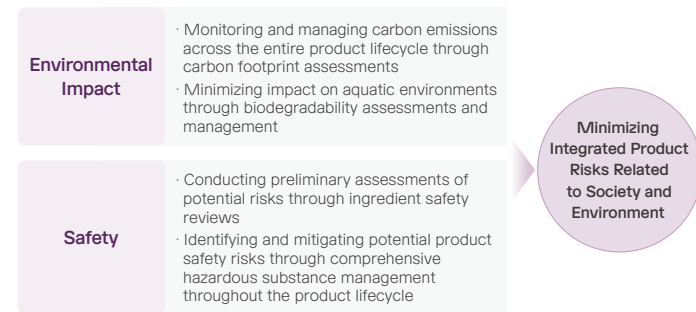 Environmental
Impact
· Monitoring and managing carbon emissions
across the entire product lifecycle through
carbon footprint assessments
· Minimizing impact on aquatic environments
through biodegradability assessments and
management
Safety
· Conducting preliminary assessments of
potential risks through ingredient safety
reviews
· Identifying and mitigating potential product
safety risks through comprehensive
hazardous substance management
throughout the product lifecycle
Minimizing
Integrated Product
Risks Related
to Society and
Environment